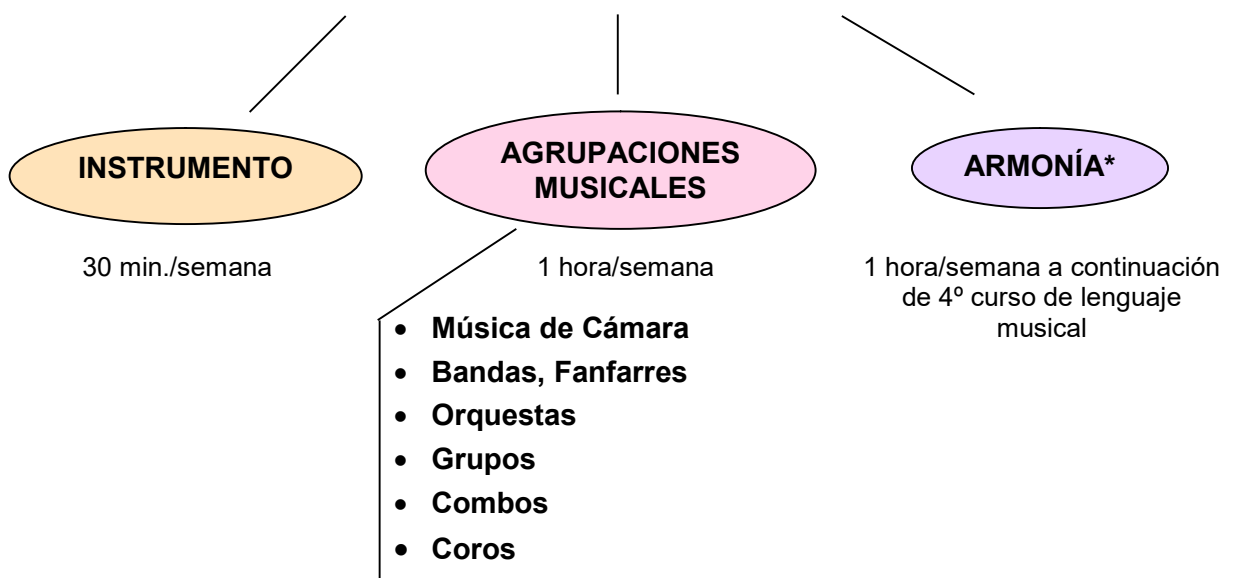 INSTRUMENTO
30 min./semana
AGRUPACIONES
MUSICALES
1 hora/semana
• Música de Cámara
• Bandas, Fanfarres
• Orquestas
• Grupos
• Combos
• Coros
ARMONÍA*
1 hora/semana a continuación
de 4º curso de lenguaje
musical